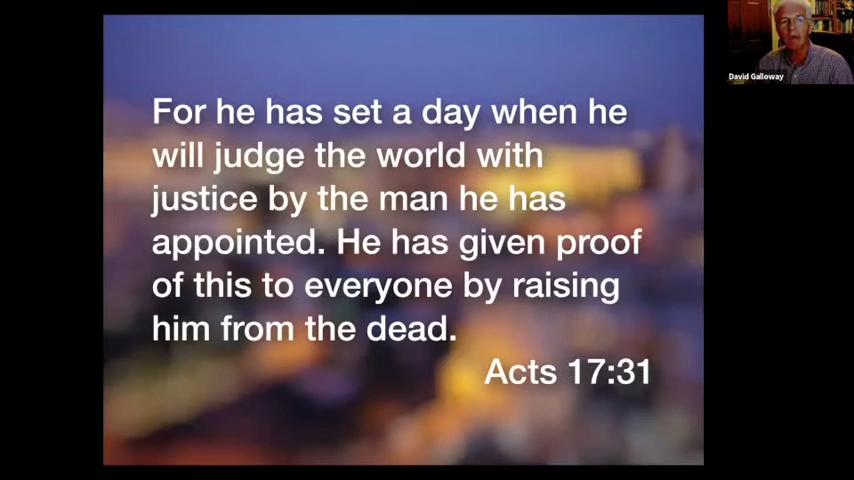 For he has set a day when he
will judge the world with
justice by the man he has
appointed. He has given proof
of this to everyone by raising
him from the dead.
Acts 17:31
David Galloway